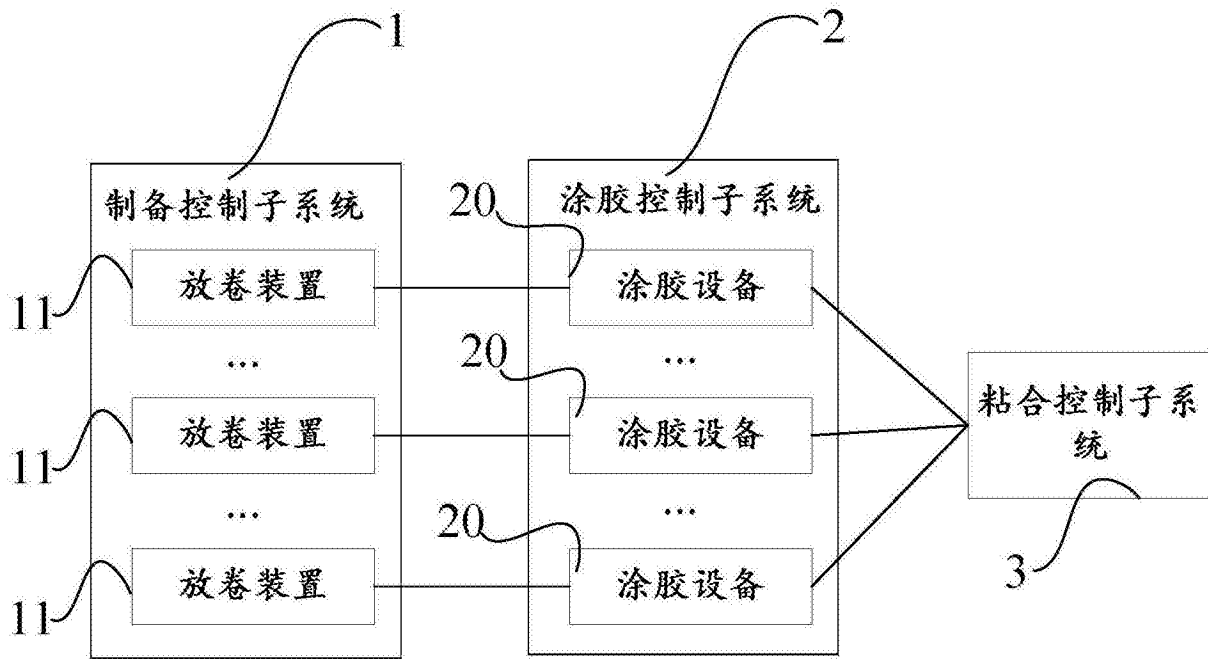 1
2
制备控制子系统
涂胶控制子系统
20
11
放卷装置
涂胶设备
...
...
20
11
放卷装置
涂胶设备
粘合控制子系
统
...
...
20
3
11
放卷装置
涂胶设备